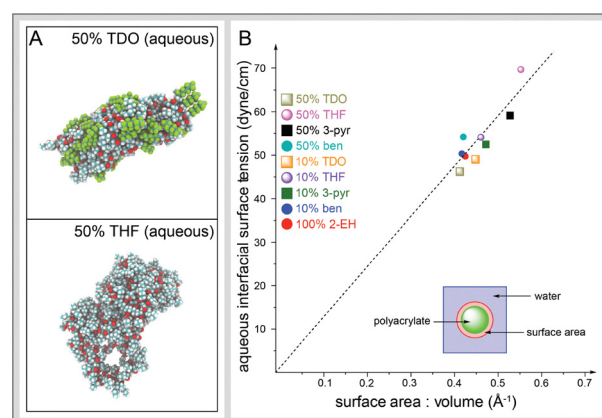 A
50% TDO (aqueous)
50% THF (aqueous)
B
aqueous interfacial surface tension (dyne/cm)
70
60
50
40
30
20
10
50% TDO
50% THF
50% 3-pyr
50% ben
10% TDO
10% THF
10% 3-pyr
10% ben
100% 2-EH
water
polyacrylate
surface area
0.1 0.2 0.3 0.4 0.5 0.6 0.7
surface area : volume (Å⁻¹)